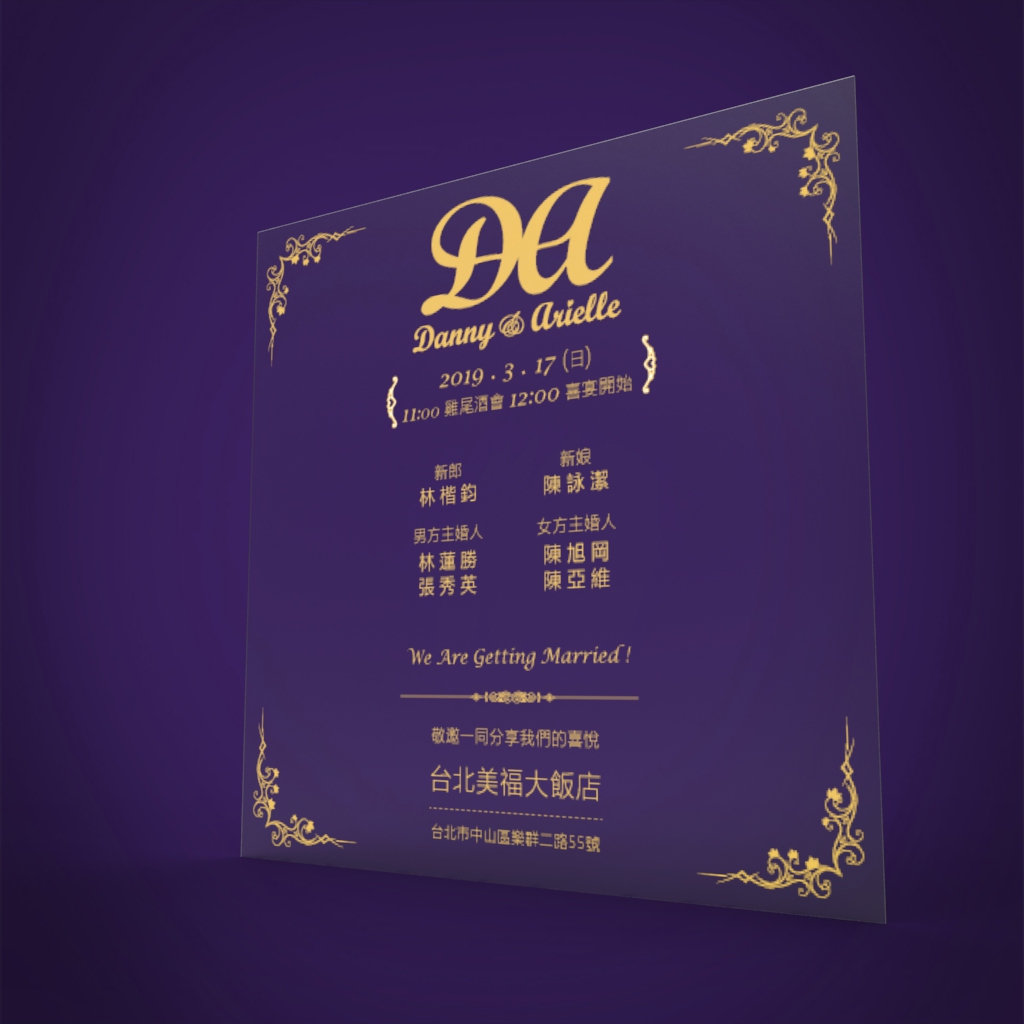 DA
Danny & Arielle
2019 . 3 . 17 (日)
11:00 雞尾酒會 12:00 喜宴開始
新郎 新娘
林楷鈞 陳詠潔
男方主婚人 女方主婚人
林蓮勝 陳旭岡
張秀英 陳亞維
We Are Getting Married !
敬邀一同分享我們的喜悅
台北美福大飯店
台北市中山區樂群二路55號